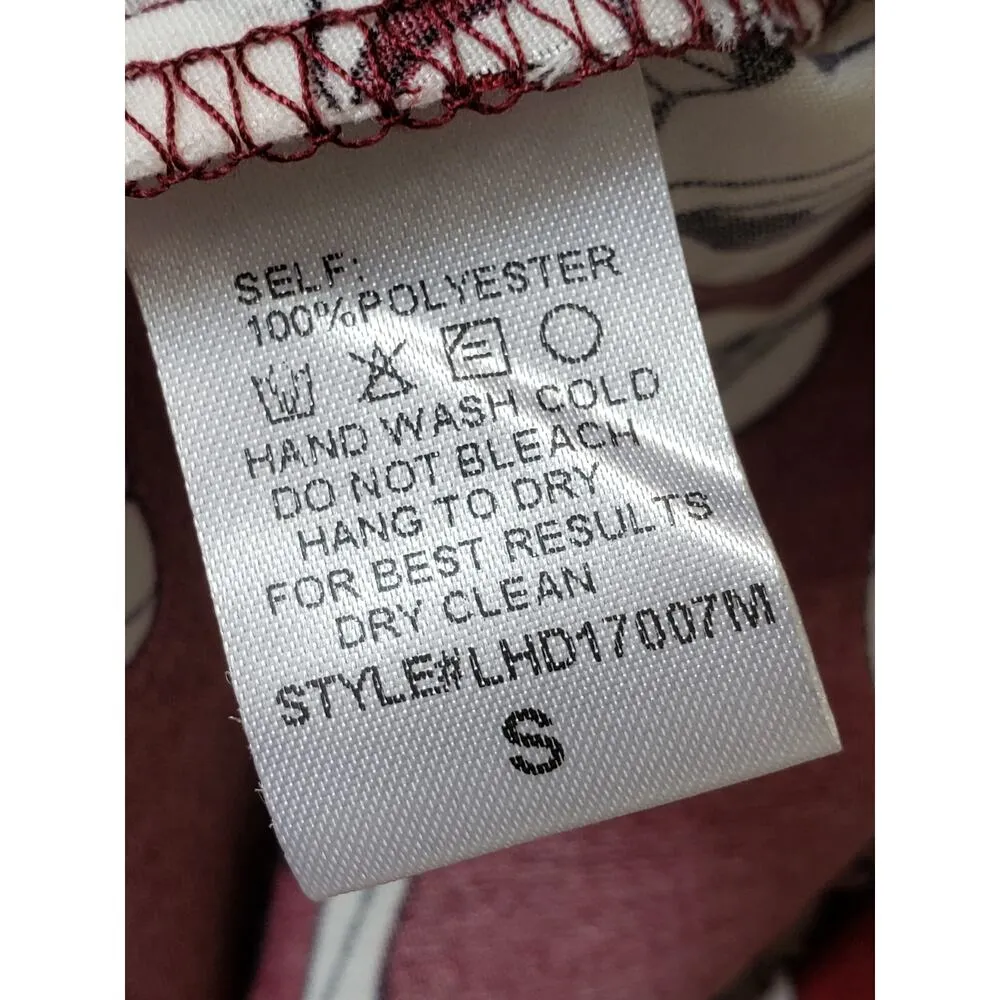 SELF:
100%POLYESTER
HAND WASH COLD
DO NOT BLEACH
HANG TO DRY
FOR BEST RESULTS
DRY CLEAN
STYLE#LHD17007M
S